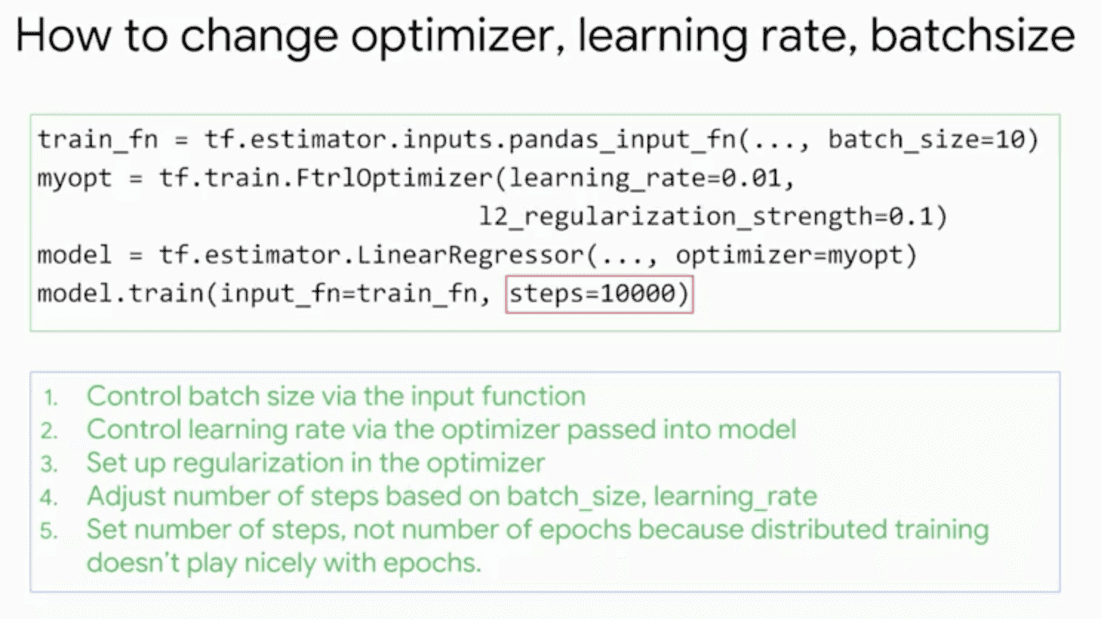 How to change optimizer, learning rate, batchsize
train_fn = tf.estimator.inputs.pandas_input_fn(..., batch_size=10)
myopt = tf.train.FtrlOptimizer(learning_rate=0.01,
l2_regularization_strength=0.1)
model = tf.estimator.LinearRegressor(..., optimizer=myopt)
model.train(input_fn=train_fn, steps=10000)
1. Control batch size via the input function
2. Control learning rate via the optimizer passed into model
3. Set up regularization in the optimizer
4. Adjust number of steps based on batch_size, learning_rate
5. Set number of steps, not number of epochs because distributed training
doesn't play nicely with epochs.